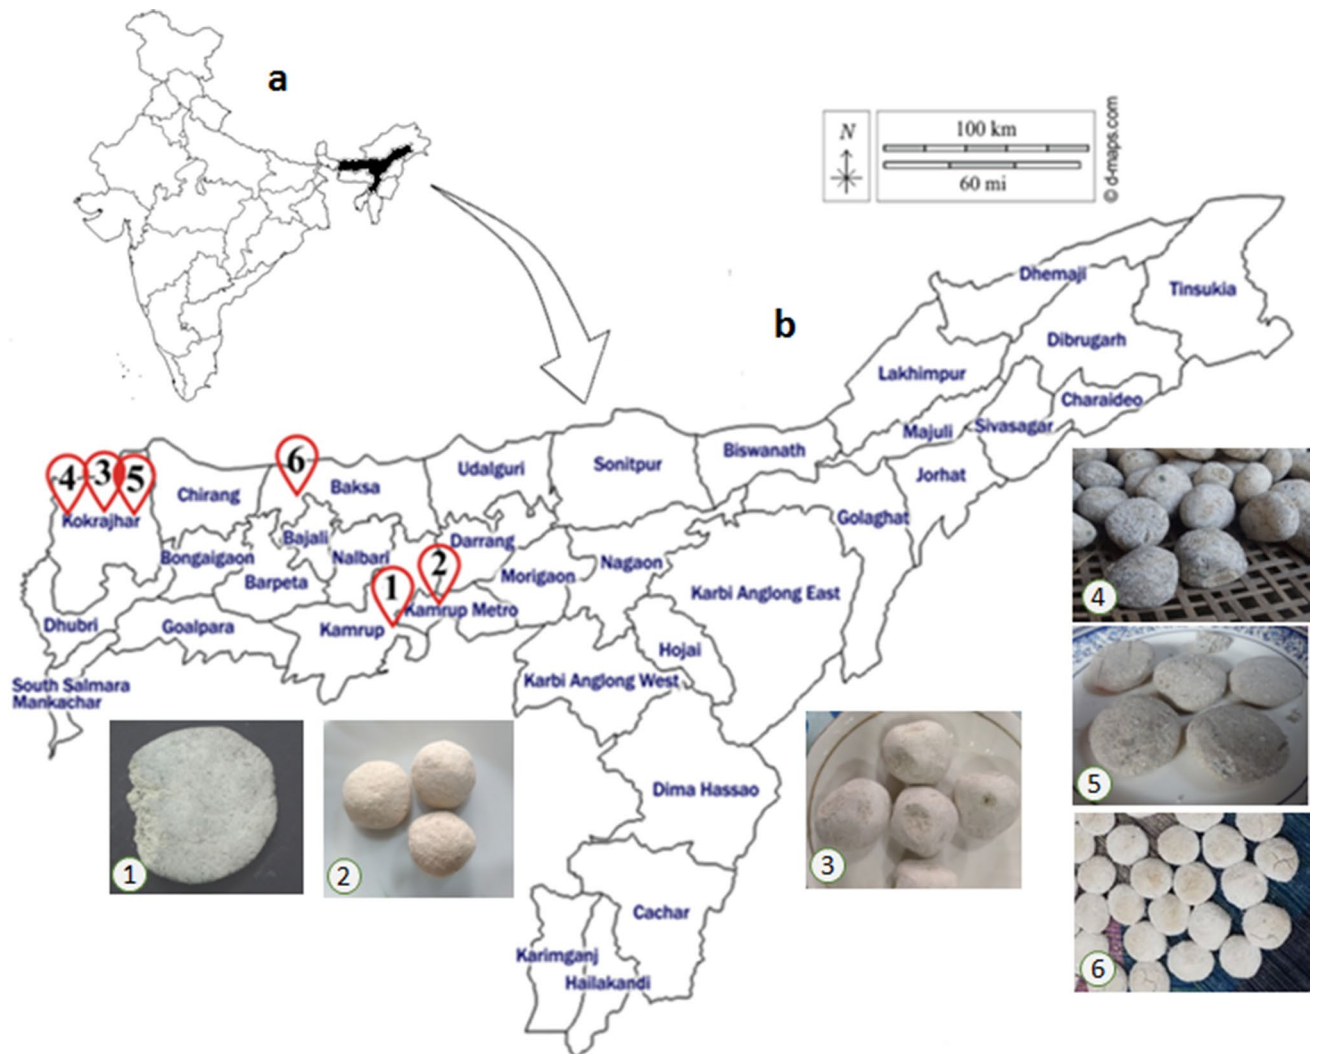 a
N
100 km
60 mi
© d-maps.com
b
Dhemaji
Tinsukia
Dibrugarh
Lakhimpur
Charaideo
Majuli
Sivasagar
Biswanath
Jorhat
Golaghat
Sonitpur
Udalguri
6
Baksa
4
3
5
Chirang
Kokrajhar
Bajali
Darrang
Bongaigaon
Nalbari
2
Nagaon
Morigaon
Barpeta
1
Karbi Anglong East
Kamrup Metro
Dhubri
Goalpara
Kamrup
Hojai
Karbi Anglong West
South Salmara
Mankachar
Dima Hassao
Cachar
Karimganj
Hailakandi
1
2
3
4
5
6